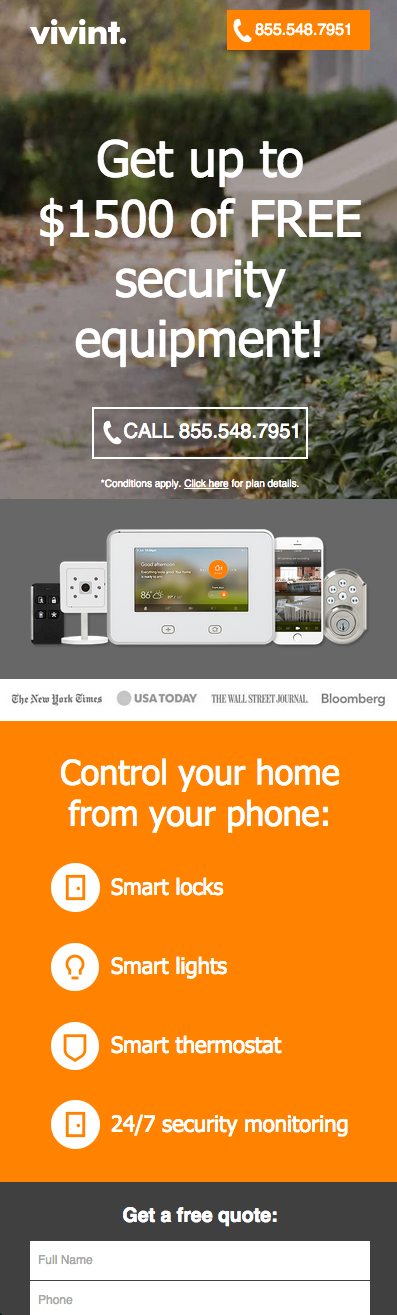 vivint.
855.548.7951
Get up to
$1500 of FREE
security
equipment!
CALL 855.548.7951
*Conditions apply. Click here for plan details.
Good afternoon
86°
The New York Times
USA TODAY
THE WALL STREET JOURNAL.
Bloomberg
Control your home
from your phone:
Smart locks
Smart lights
Smart thermostat
24/7 security monitoring
Get a free quote:
Full Name
Phone